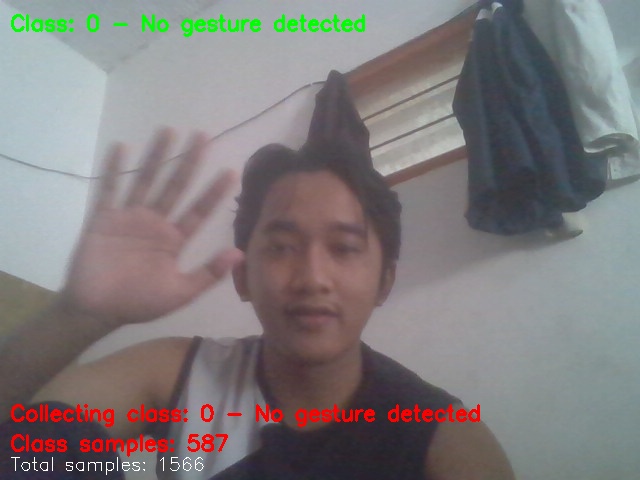 Class: 0 - No gesture detected
Collecting class: 0 - No gesture detected
Class samples: 587
Total samples: 1566